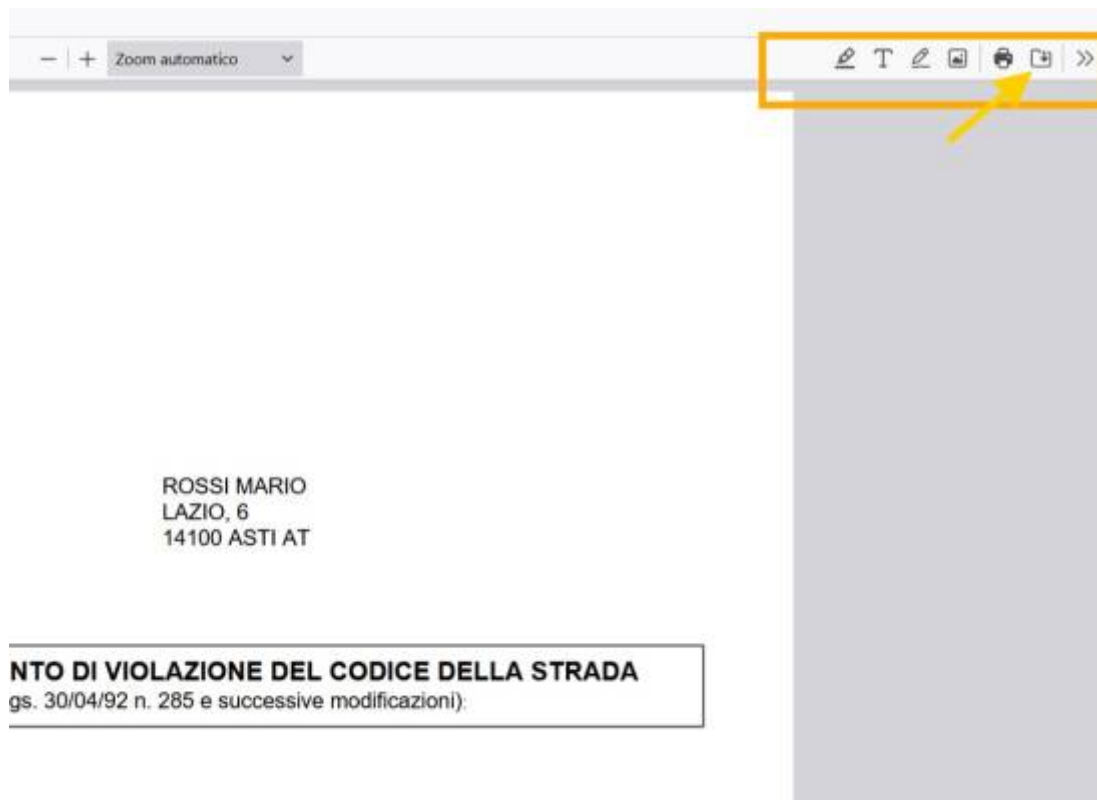 Zoom automatico
ROSSI MARIO
LAZIO, 6
14100 ASTI AT
NTO DI VIOLAZIONE DEL CODICE DELLA STRADA
gs. 30/04/92 n. 285 e successive modificazioni):